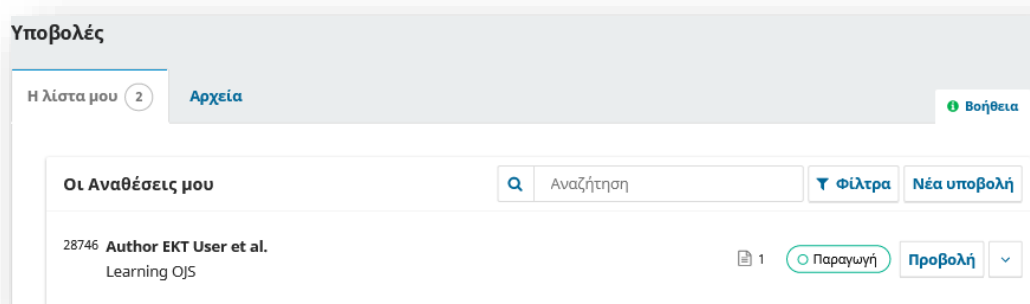 Υποβολές
Η λίστα μου 2 Αρχεία
Βοήθεια
Οι Αναθέσεις μου Αναζήτηση Φίλτρα Νέα υποβολή
28746 Author EKT User et al. 1 Παραγωγή Προβολή
Learning OJS